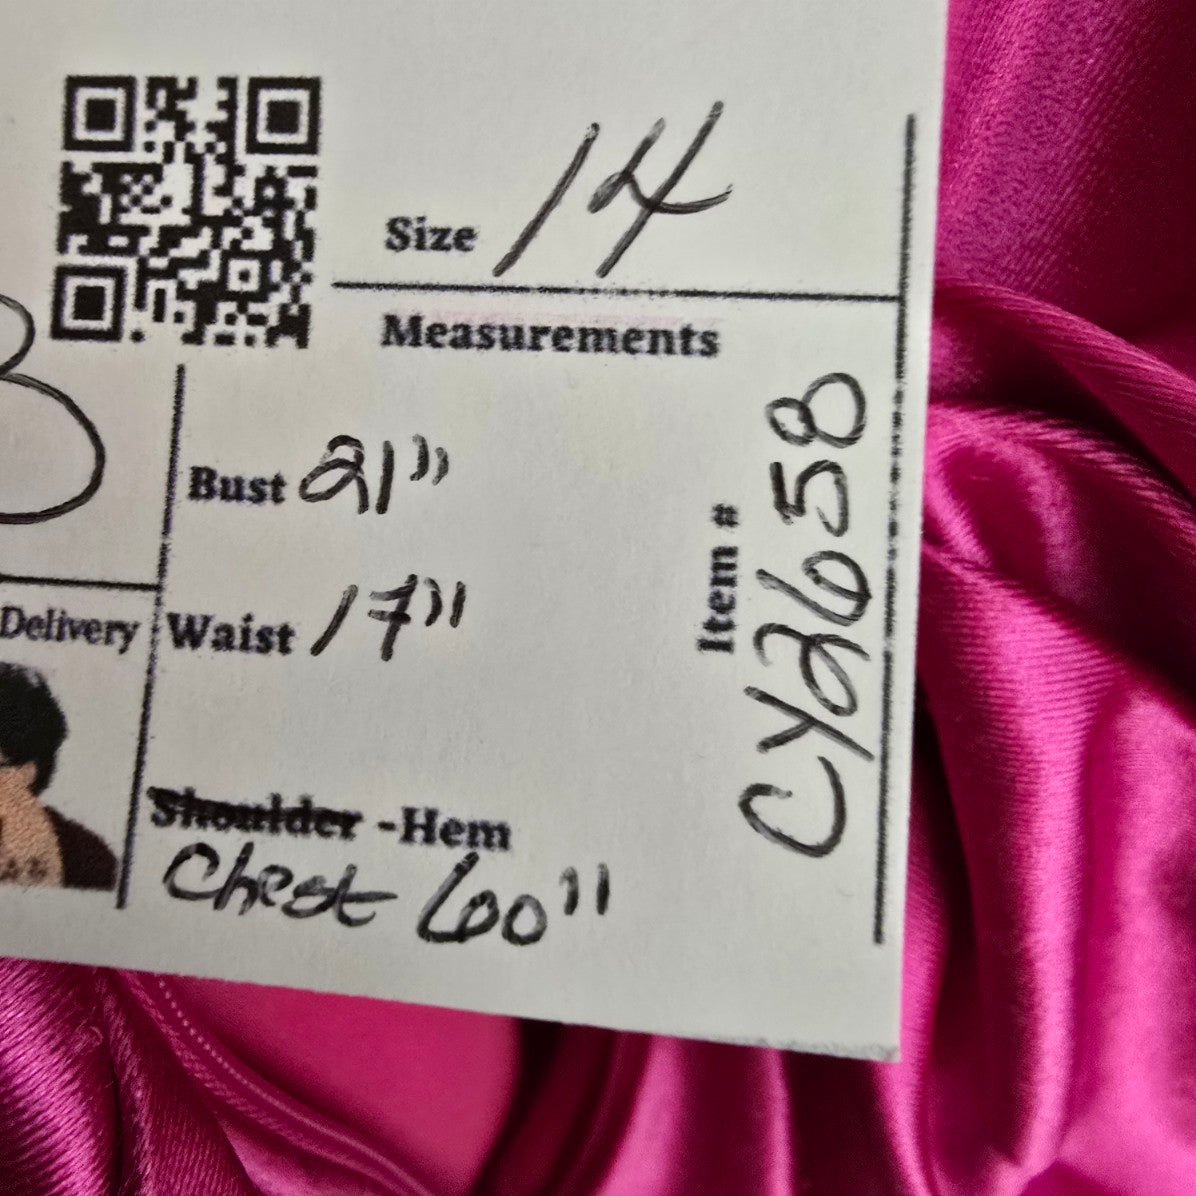 Size 14
Measurements
Bust 21"
Waist 17"
Delivery
Shoulder -Hem
Chest 60"
Item #
CY2658